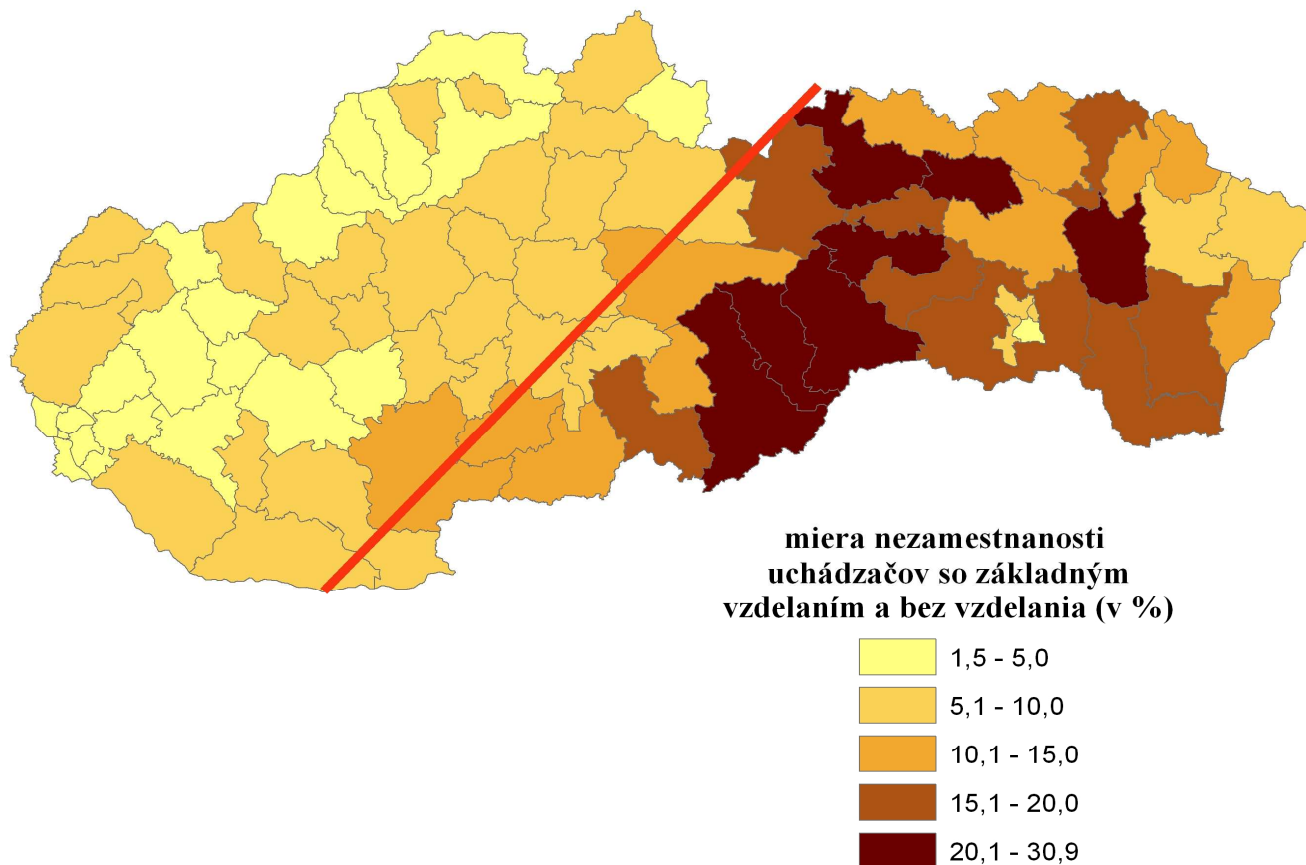 miera nezamestnanosti
uchádzačov so základným
vzdelaním a bez vzdelania (v %)
1,5 - 5,0
5,1 - 10,0
10,1 - 15,0
15,1 - 20,0
20,1 - 30,9